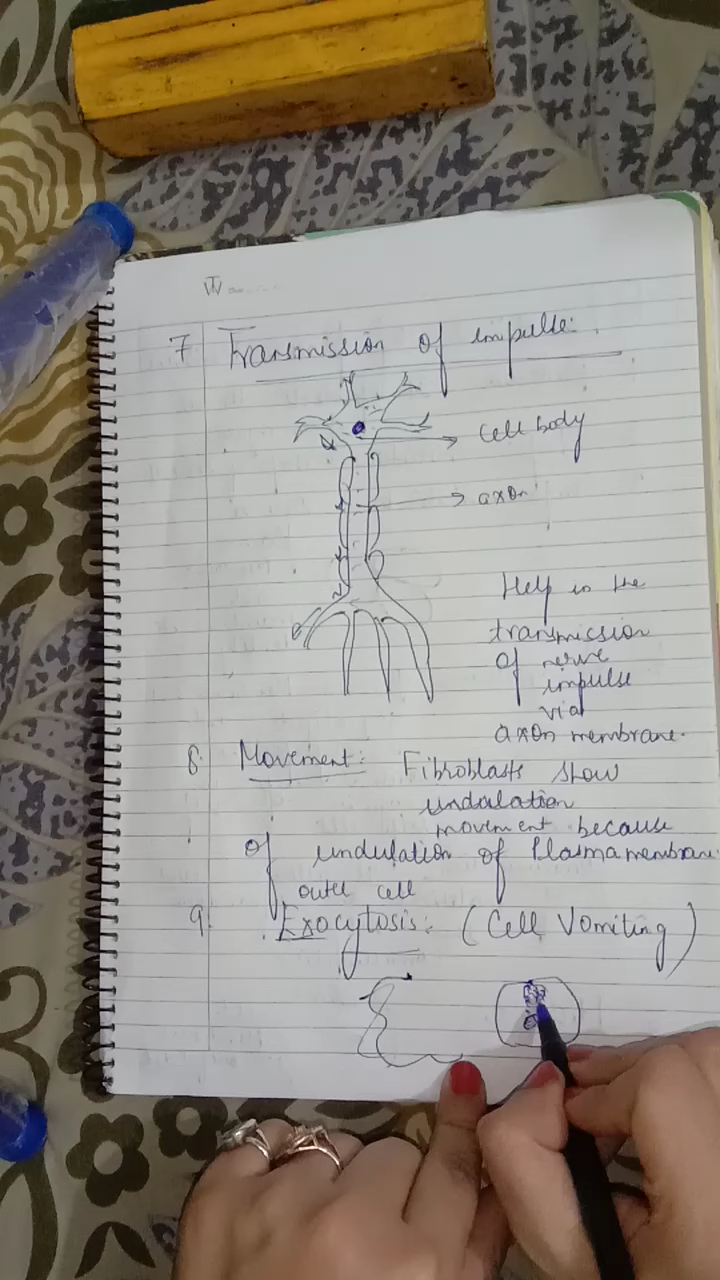 7 Transmission of impulse:
Cell body
axon
Help in the
transmission
of nerve
impulse
via
axon membrane.
8. Movement: Fibroblasts show
undulation
movement because
of undulation of Plasma membrane
outer cell
9. Exocytosis: (Cell Vomiting)